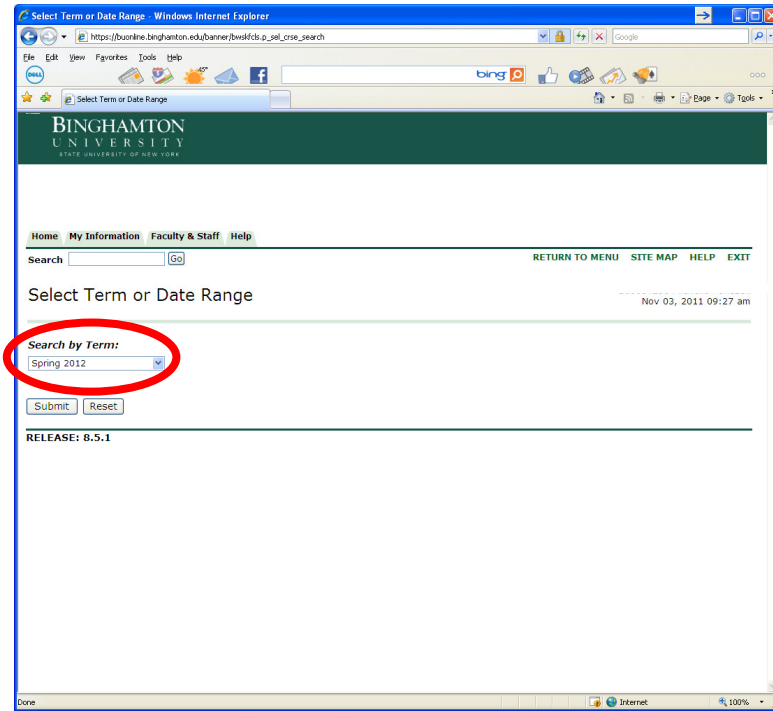 Select Term or Date Range - Windows Internet Explorer
https://buonline.binghamton.edu/banner/bwskfcls.p_sel_crse_search
Google
File Edit View Favorites Tools Help
DELL
45°
bing
Select Term or Date Range
Page Tools
BINGHAMTON
UNIVERSITY
STATE UNIVERSITY OF NEW YORK
Home My Information Faculty & Staff Help
Search Go
RETURN TO MENU SITE MAP HELP EXIT
Select Term or Date Range
Nov 03, 2011 09:27 am
Search by Term:
Spring 2012
Submit Reset
RELEASE: 8.5.1
Done Internet 100%